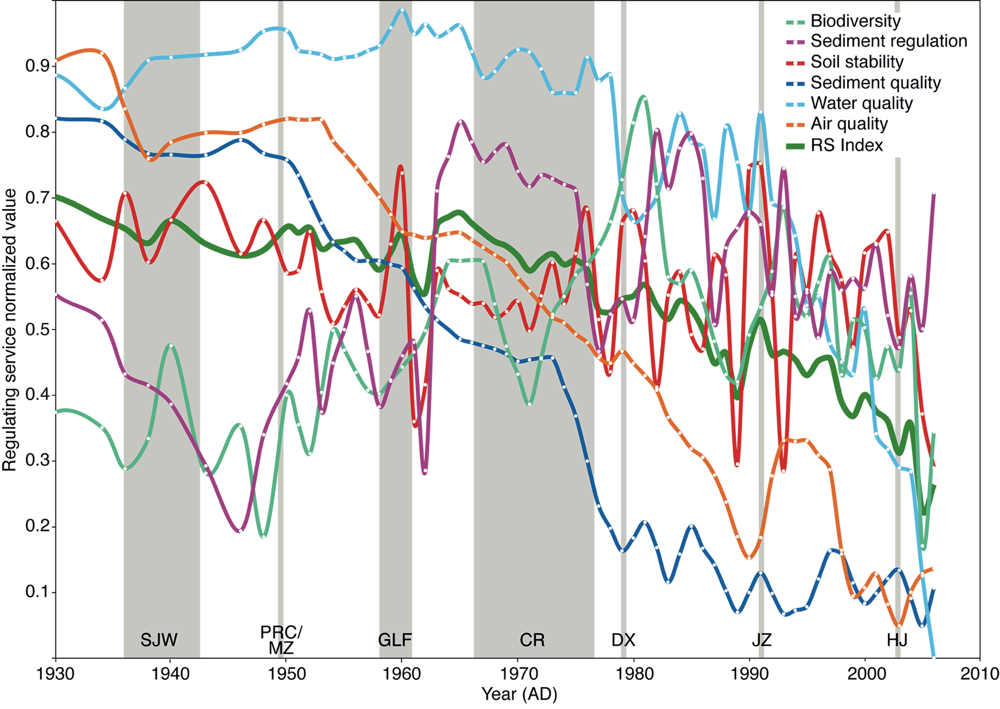 Biodiversity
Sediment regulation
Soil stability
Sediment quality
Water quality
Air quality
RS Index
Regulating service normalized value
0.9
0.8
0.7
0.6
0.5
0.4
0.3
0.2
0.1
SJW
PRC/
MZ
GLF
CR
DX
JZ
HJ
1930
1940
1950
1960
1970
1980
1990
2000
2010
Year (AD)